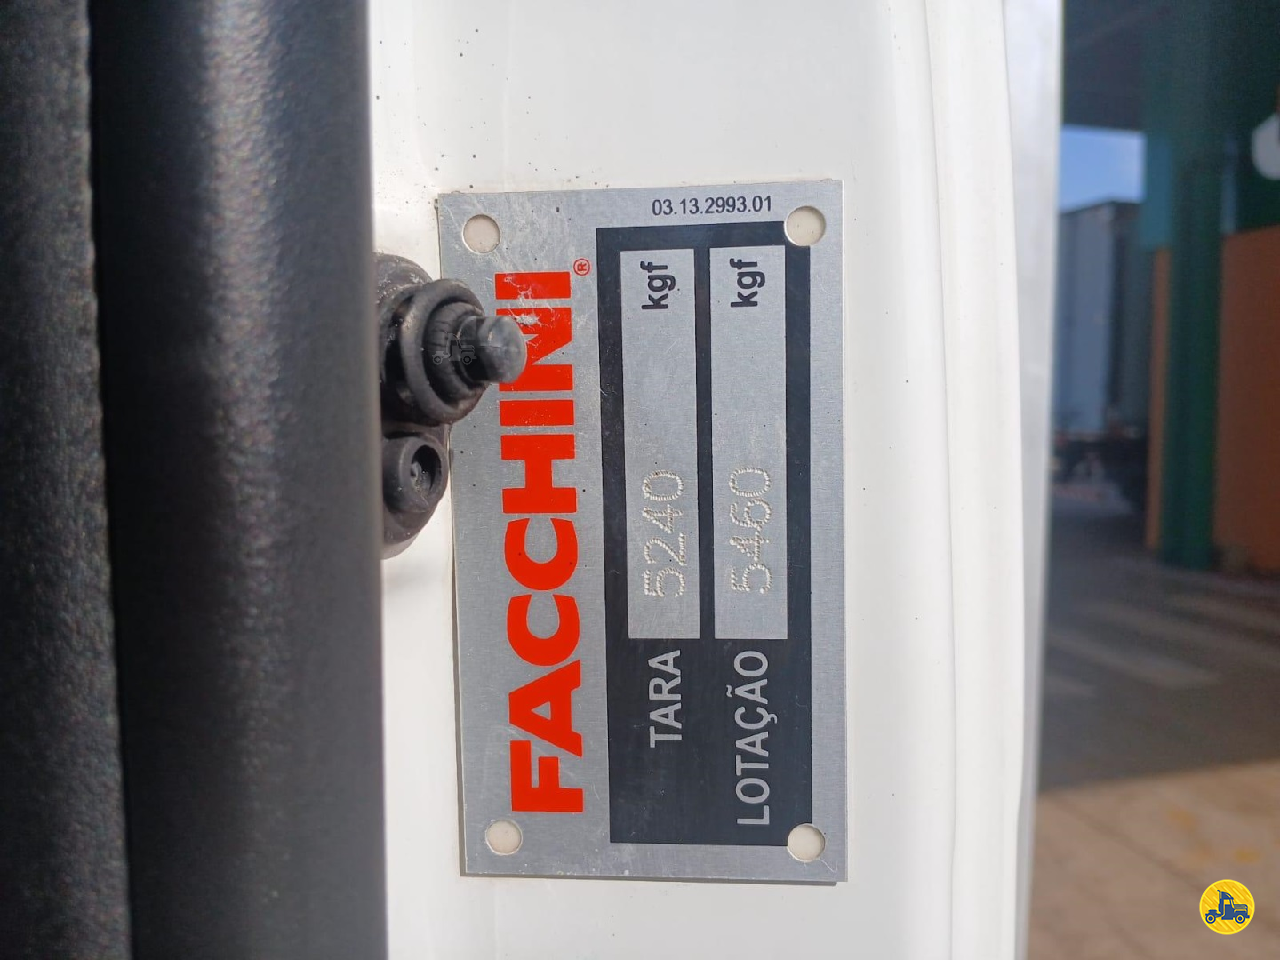 03.13.2993.01
FACCHINI®
TARA 5240 kgf
LOTAÇÃO 5460 kgf